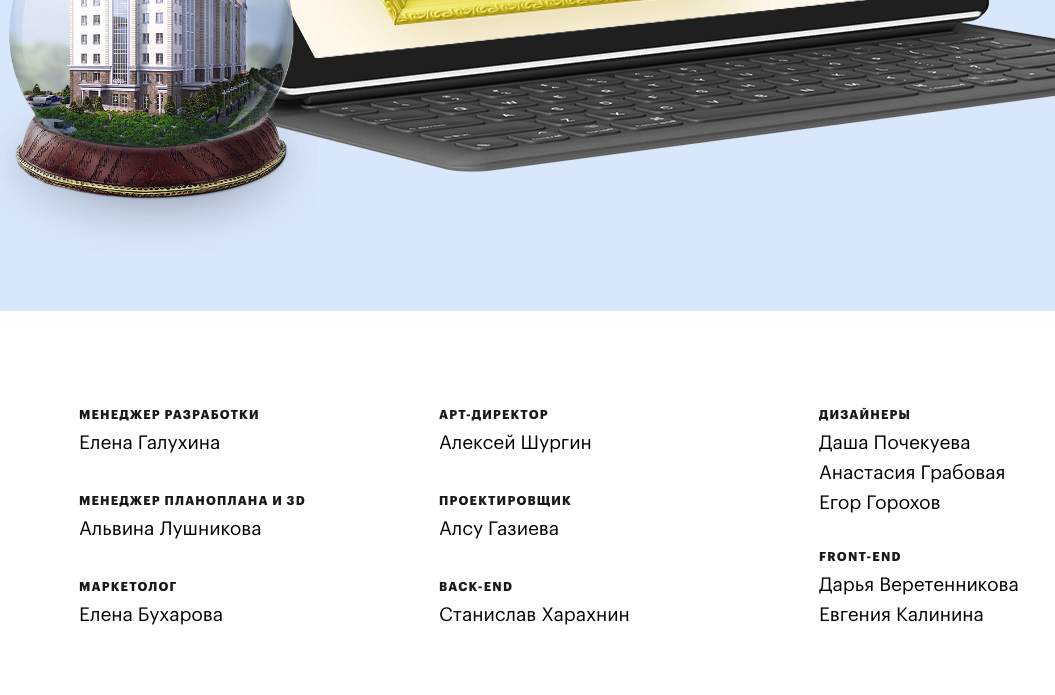 МЕНЕДЖЕР РАЗРАБОТКИ
Елена Галухина
МЕНЕДЖЕР ПЛАНОПЛАНА И 3D
Альвина Лушникова
МАРКЕТОЛОГ
Елена Бухарова
АРТ-ДИРЕКТОР
Алексей Шургин
ПРОЕКТИРОВЩИК
Алсу Газиева
BACK-END
Станислав Харахнин
ДИЗАЙНЕРЫ
Даша Почекуева
Анастасия Грабовая
Егор Горохов
FRONT-END
Дарья Веретенникова
Евгения Калинина